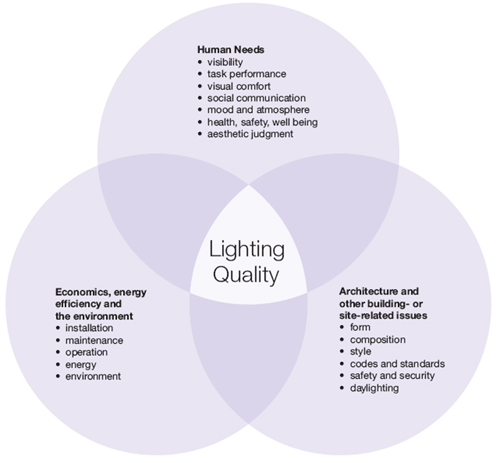 Human Needs
• visibility
• task performance
• visual comfort
• social communication
• mood and atmosphere
• health, safety, well being
• aesthetic judgment
Lighting
Quality
Economics, energy
efficiency and
the environment
• installation
• maintenance
• operation
• energy
• environment
Architecture and
other building- or
site-related issues
• form
• composition
• style
• codes and standards
• safety and security
• daylighting